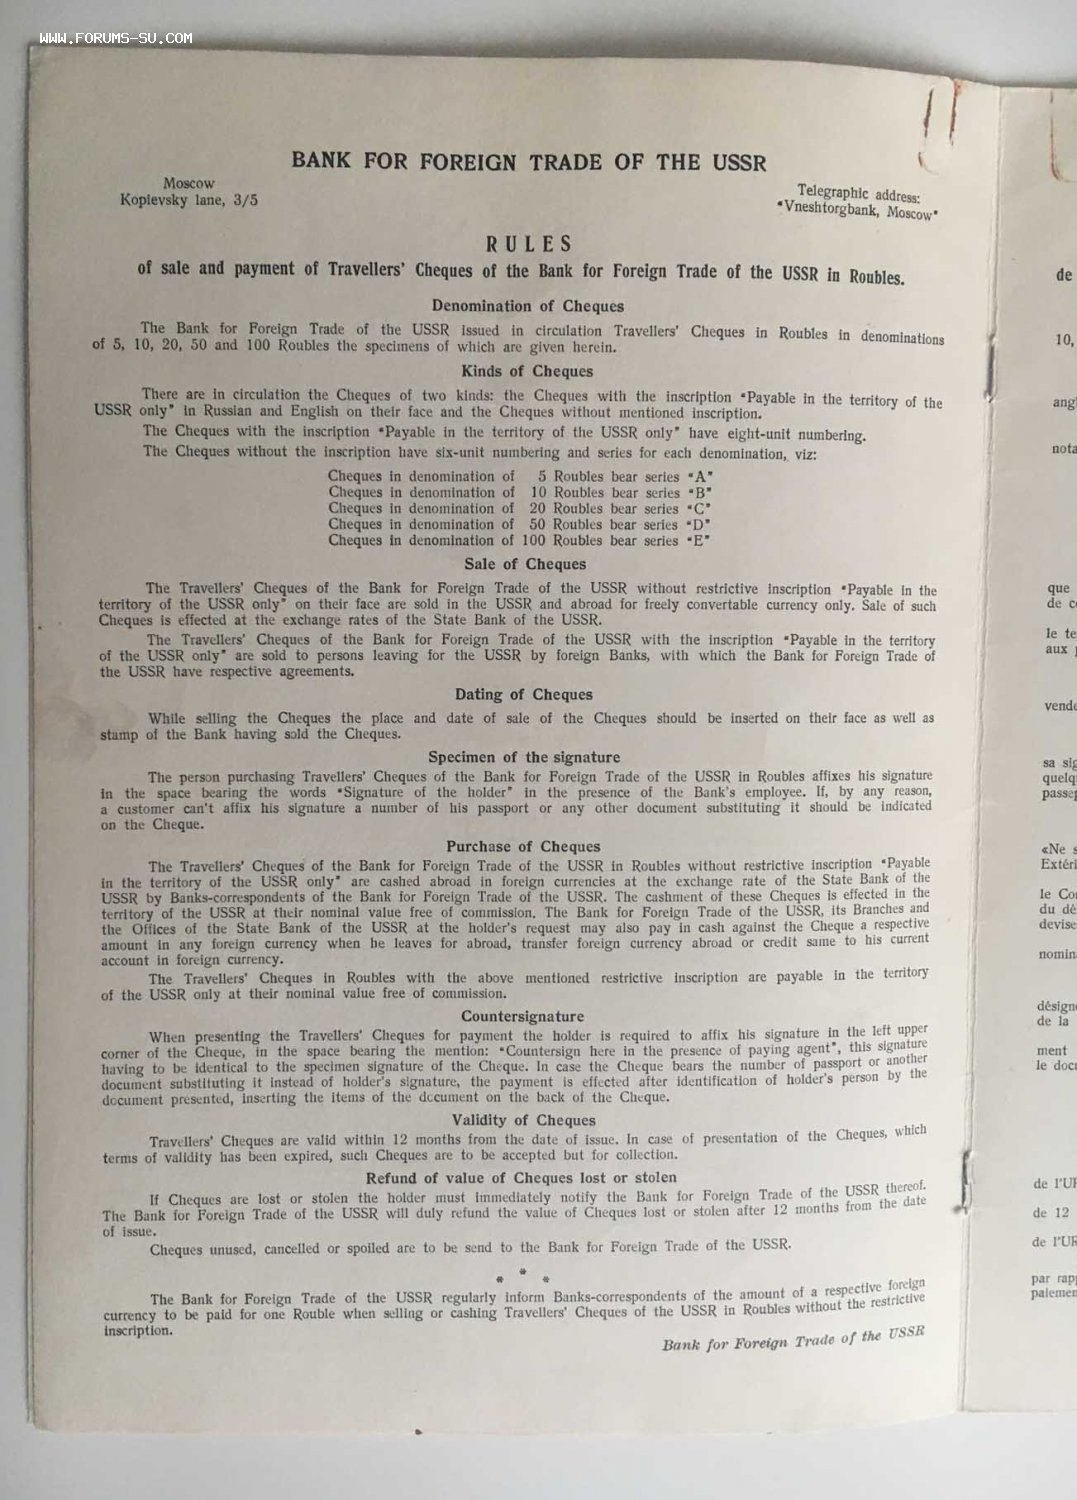 WWW.FORUMS-SU.COM
BANK FOR FOREIGN TRADE OF THE USSR
Moscow
Kopievsky lane, 3/5
Telegraphic address:
"Vneshtorgbank, Moscow"
RULES
of sale and payment of Travellers' Cheques of the Bank for Foreign Trade of the USSR in Roubles.
Denomination of Cheques
The Bank for Foreign Trade of the USSR issued in circulation Travellers' Cheques in Roubles in denominations
of 5, 10, 20, 50 and 100 Roubles the specimens of which are given herein.
Kinds of Cheques
There are in circulation the Cheques of two kinds: the Cheques with the inscription "Payable in the territory of the
USSR only" in Russian and English on their face and the Cheques without mentioned inscription.
The Cheques with the inscription "Payable in the territory of the USSR only" have eight-unit numbering.
The Cheques without the inscription have six-unit numbering and series for each denomination, viz:
Cheques in denomination of 5 Roubles bear series "A"
Cheques in denomination of 10 Roubles bear series "B"
Cheques in denomination of 20 Roubles bear series "C"
Cheques in denomination of 50 Roubles bear series "D"
Cheques in denomination of 100 Roubles bear series "E"
Sale of Cheques
The Travellers' Cheques of the Bank for Foreign Trade of the USSR without restrictive inscription "Payable in the
territory of the USSR only" on their face are sold in the USSR and abroad for freely convertable currency only. Sale of such
Cheques is effected at the exchange rates of the State Bank of the USSR.
The Travellers' Cheques of the Bank for Foreign Trade of the USSR with the inscription "Payable in the territory
of the USSR only" are sold to persons leaving for the USSR by foreign Banks, with which the Bank for Foreign Trade of
the USSR have respective agreements.
Dating of Cheques
While selling the Cheques the place and date of sale of the Cheques should be inserted on their face as well as
stamp of the Bank having sold the Cheques.
Specimen of the signature
The person purchasing Travellers' Cheques of the Bank for Foreign Trade of the USSR in Roubles affixes his signature
in the space bearing the words "Signature of the holder" in the presence of the Bank's employee. If, by any reason,
a customer can't affix his signature a number of his passport or any other document substituting it should be indicated
on the Cheque.
Purchase of Cheques
The Travellers' Cheques of the Bank for Foreign Trade of the USSR in Roubles without restrictive inscription "Payable
in the territory of the USSR only" are cashed abroad in foreign currencies at the exchange rate of the State Bank of the
USSR by Banks-correspondents of the Bank for Foreign Trade of the USSR. The cashment of these Cheques is effected in the
territory of the USSR at their nominal value free of commission. The Bank for Foreign Trade of the USSR, its Branches and
the Offices of the State Bank of the USSR at the holder's request may also pay in cash against the Cheque a respective
amount in any foreign currency when he leaves for abroad, transfer foreign currency abroad or credit same to his current
account in foreign currency.
The Travellers' Cheques in Roubles with the above mentioned restrictive inscription are payable in the territory
of the USSR only at their nominal value free of commission.
Countersignature
When presenting the Travellers' Cheques for payment the holder is required to affix his signature in the left upper
corner of the Cheque, in the space bearing the mention: "Countersign here in the presence of paying agent", this signature
having to be identical to the specimen signature of the Cheque. In case the Cheque bears the number of passport or another
document substituting it instead of holder's signature, the payment is effected after identification of holder's person by the
document presented, inserting the items of the document on the back of the Cheque.
Validity of Cheques
Travellers' Cheques are valid within 12 months from the date of issue. In case of presentation of the Cheques, which
terms of validity has been expired, such Cheques are to be accepted but for collection.
Refund of value of Cheques lost or stolen
If Cheques are lost or stolen the holder must immediately notify the Bank for Foreign Trade of the USSR thereof.
The Bank for Foreign Trade of the USSR will duly refund the value of Cheques lost or stolen after 12 months from the date
of issue.
Cheques unused, cancelled or spoiled are to be send to the Bank for Foreign Trade of the USSR.
* * *
The Bank for Foreign Trade of the USSR regularly inform Banks-correspondents of the amount of a respective foreign
currency to be paid for one Rouble when selling or cashing Travellers' Cheques of the USSR in Roubles without the restrictive
inscription.
Bank for Foreign Trade of the USSR
de
10,
que
le te
aux
sa sig
«Ne s
nomin
ment
de l'UR
de 12
de l'UR
par rapp